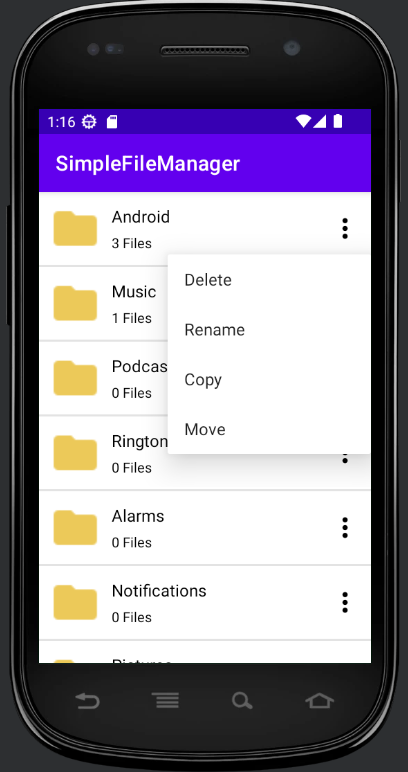 1:16
SimpleFileManager
Android
3 Files
Delete
Music
1 Files
Rename
0 Files
Copy
Move
0 Files
Alarms
0 Files
Notifications
0 Files